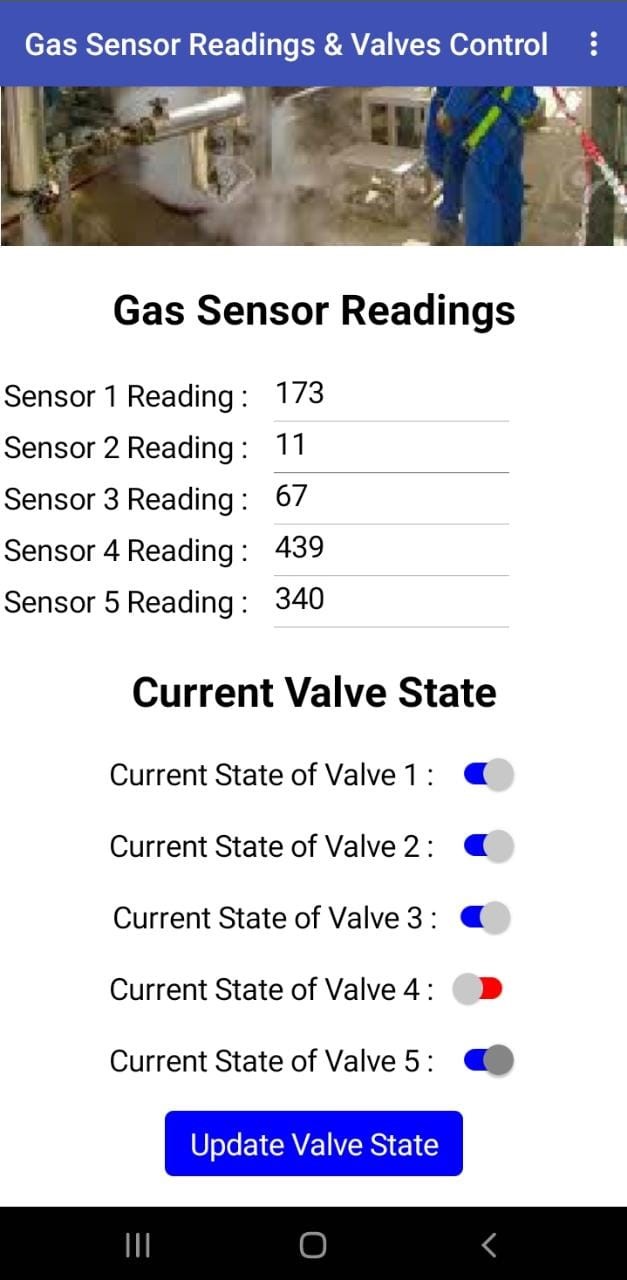 Gas Sensor Readings & Valves Control
Gas Sensor Readings
Sensor 1 Reading : 173
Sensor 2 Reading : 11
Sensor 3 Reading : 67
Sensor 4 Reading : 439
Sensor 5 Reading : 340
Current Valve State
Current State of Valve 1 :
Current State of Valve 2 :
Current State of Valve 3 :
Current State of Valve 4 :
Current State of Valve 5 :
Update Valve State